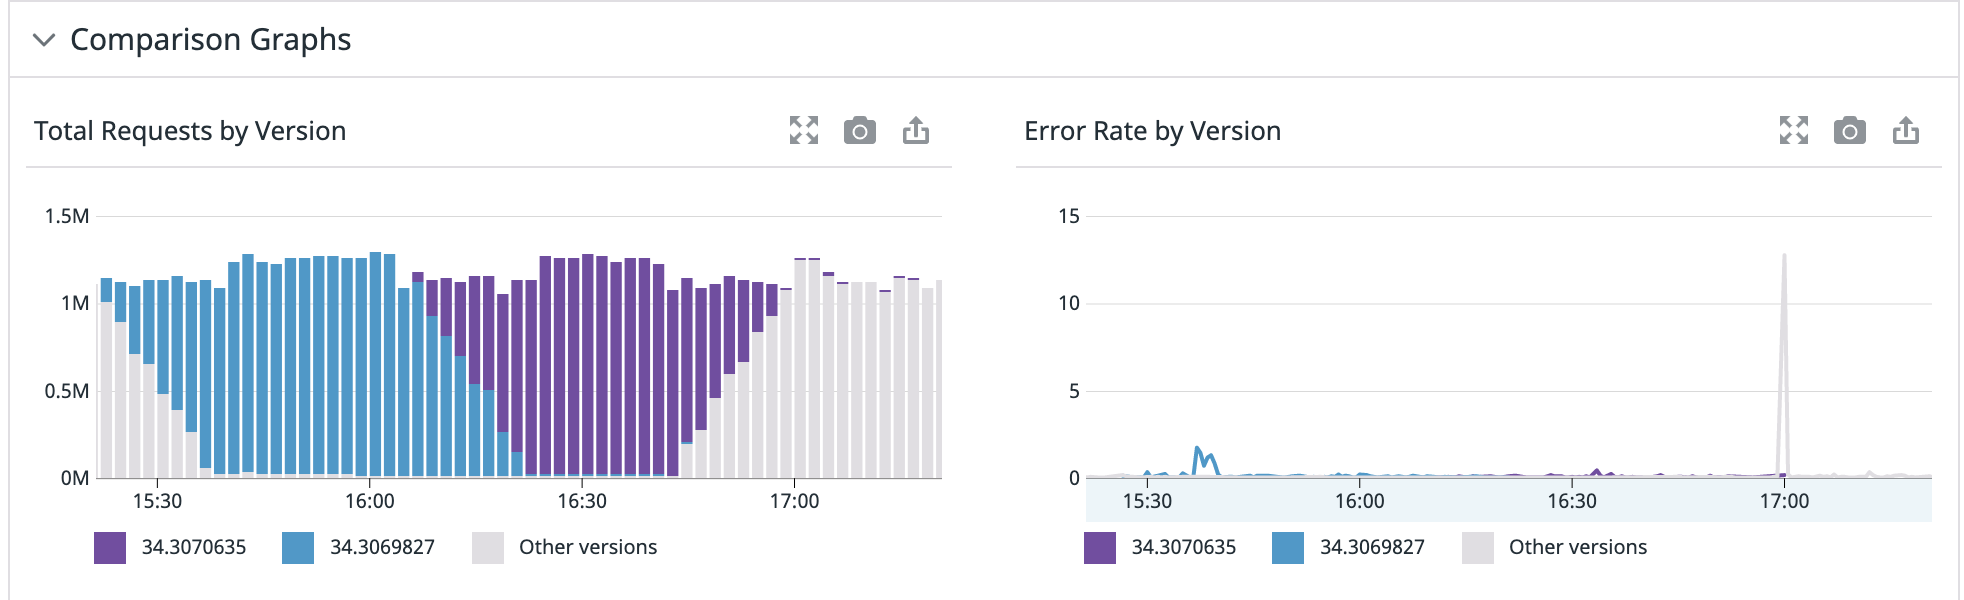 Comparison Graphs
Total Requests by Version
1.5M
1M
0.5M
0M
15:30 16:00 16:30 17:00
34.3070635 34.3069827 Other versions
Error Rate by Version
15
10
5
0
15:30 16:00 16:30 17:00
34.3070635 34.3069827 Other versions